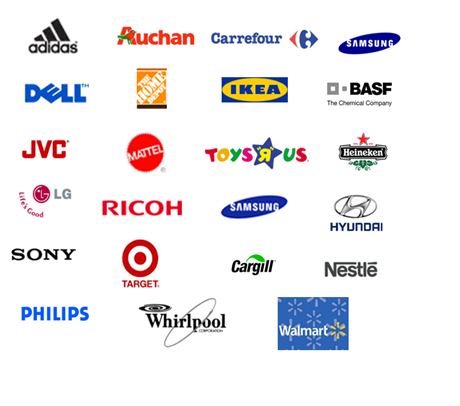 adidas
Auchan
Carrefour
SAMSUNG
DELL™
THE HOME DEPOT
IKEA
BASF
The Chemical Company
JVC
MATTEL
TOYS "R" US
Heineken
LG
Life's Good
RICOH
SAMSUNG
HYUNDAI
SONY
TARGET
Cargill
Nestlé
PHILIPS
Whirlpool
CORPORATION
Walmart